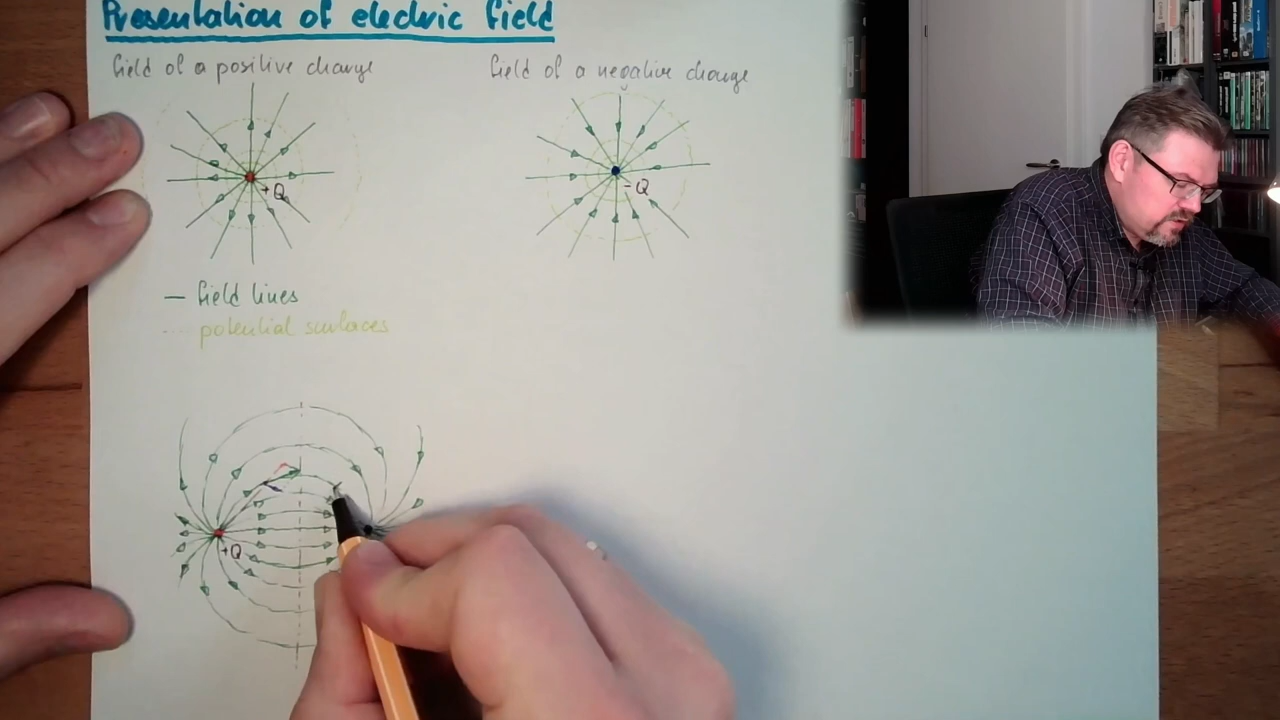 Presentation of electric field
field of a positive charge
field of a negative charge
+Q
-Q
— field lines
... potential surfaces
+Q